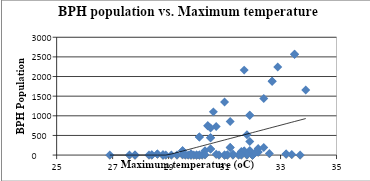 BPH population vs. Maximum temperature
3000
2500
2000
1500
1000
500
0
BPH Population
25 27 33 35
Maximum temperature (oC)